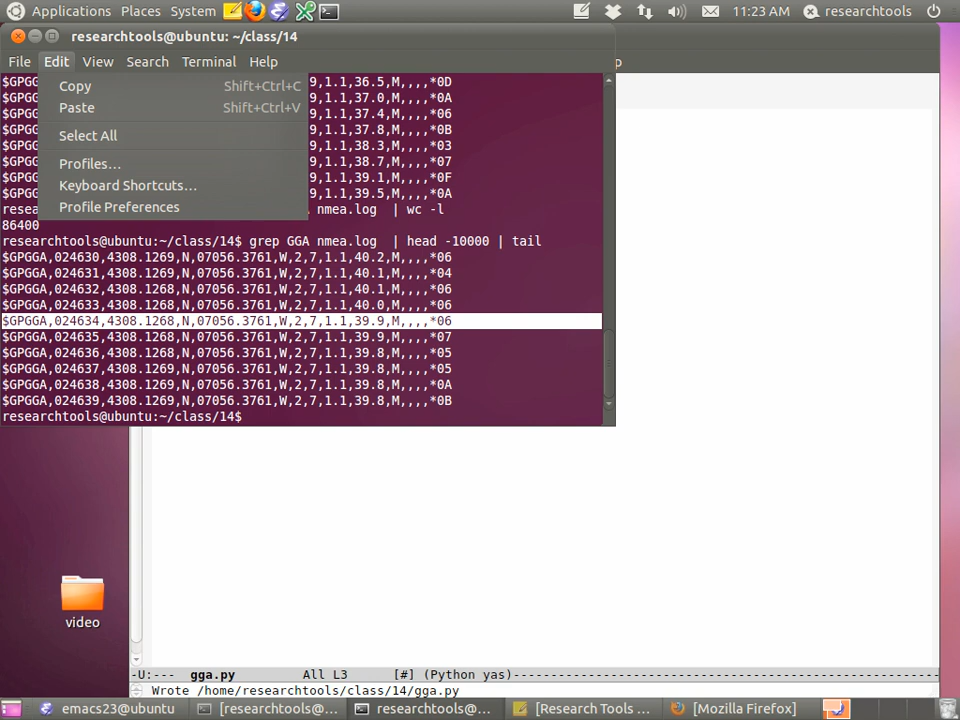 Applications Places System 11:23 AM researchtools
researchtools@ubuntu: ~/class/14
File Edit View Search Terminal Help
Copy Shift+Ctrl+C
Paste Shift+Ctrl+V
Select All
Profiles...
Keyboard Shortcuts...
Profile Preferences
$GPG 9,1.1,36.5,M,,,,*0D
$GPG 9,1.1,37.0,M,,,,*0A
$GPG 9,1.1,37.4,M,,,,*06
$GPG 9,1.1,37.8,M,,,,*0B
$GPG 9,1.1,38.3,M,,,,*03
$GPG 9,1.1,38.7,M,,,,*07
$GPG 9,1.1,39.1,M,,,,*0F
$GPG 9,1.1,39.5,M,,,,*0A
resea nmea.log | wc -l
86400
researchtools@ubuntu:~/class/14$ grep GGA nmea.log | head -10000 | tail
$GPGGA,024630,4308.1269,N,07056.3761,W,2,7,1.1,40.2,M,,,,*06
$GPGGA,024631,4308.1269,N,07056.3761,W,2,7,1.1,40.1,M,,,,*04
$GPGGA,024632,4308.1268,N,07056.3761,W,2,7,1.1,40.1,M,,,,*06
$GPGGA,024633,4308.1268,N,07056.3761,W,2,7,1.1,40.0,M,,,,*06
$GPGGA,024634,4308.1268,N,07056.3761,W,2,7,1.1,39.9,M,,,,*06
$GPGGA,024635,4308.1268,N,07056.3761,W,2,7,1.1,39.9,M,,,,*07
$GPGGA,024636,4308.1268,N,07056.3761,W,2,7,1.1,39.8,M,,,,*05
$GPGGA,024637,4308.1269,N,07056.3761,W,2,7,1.1,39.8,M,,,,*05
$GPGGA,024638,4308.1269,N,07056.3761,W,2,7,1.1,39.8,M,,,,*0A
$GPGGA,024639,4308.1269,N,07056.3761,W,2,7,1.1,39.8,M,,,,*0B
researchtools@ubuntu:~/class/14$
video
-U:--- gga.py All L3 [#] (Python yas)
Wrote /home/researchtools/class/14/gga.py
emacs23@ubuntu [researchtools@... researchtools@... [Research Tools ... [Mozilla Firefox]